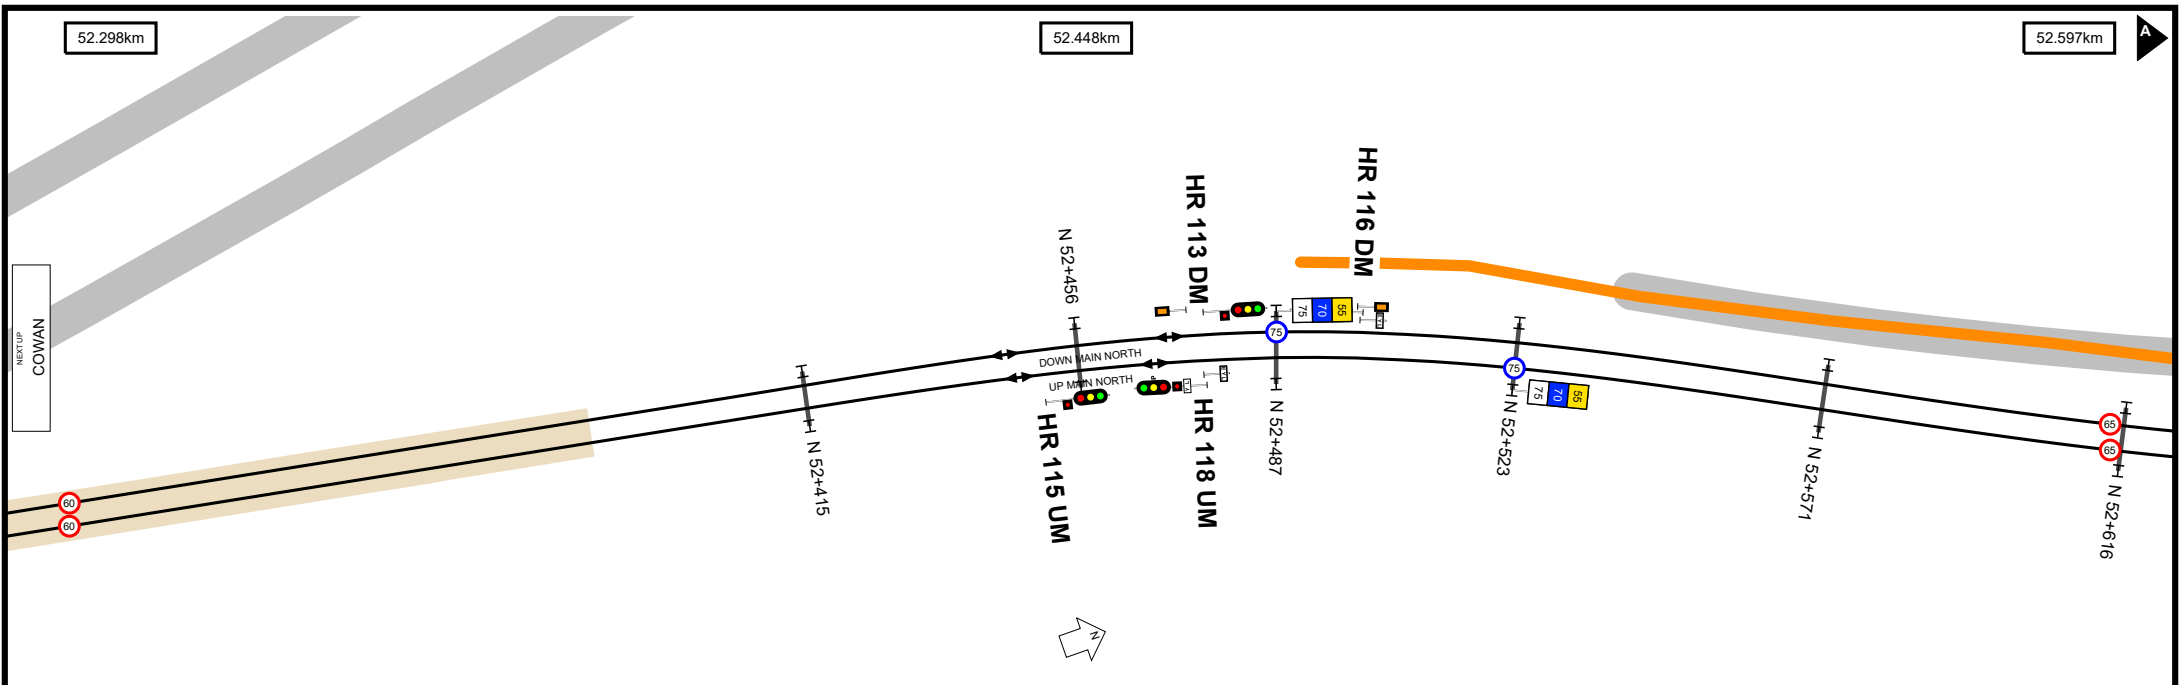 52.298km
52.448km
52.597km
A
NEXT UP
COWAN
60
60
N 52+415
N 52+456
DOWN MAIN NORTH
UP MAIN NORTH
HR 113 DM
HR 115 UM
HR 118 UM
HR 116 DM
75
75
70
55
N 52+487
75
75
70
55
N 52+523
N 52+571
65
65
N 52+616
N